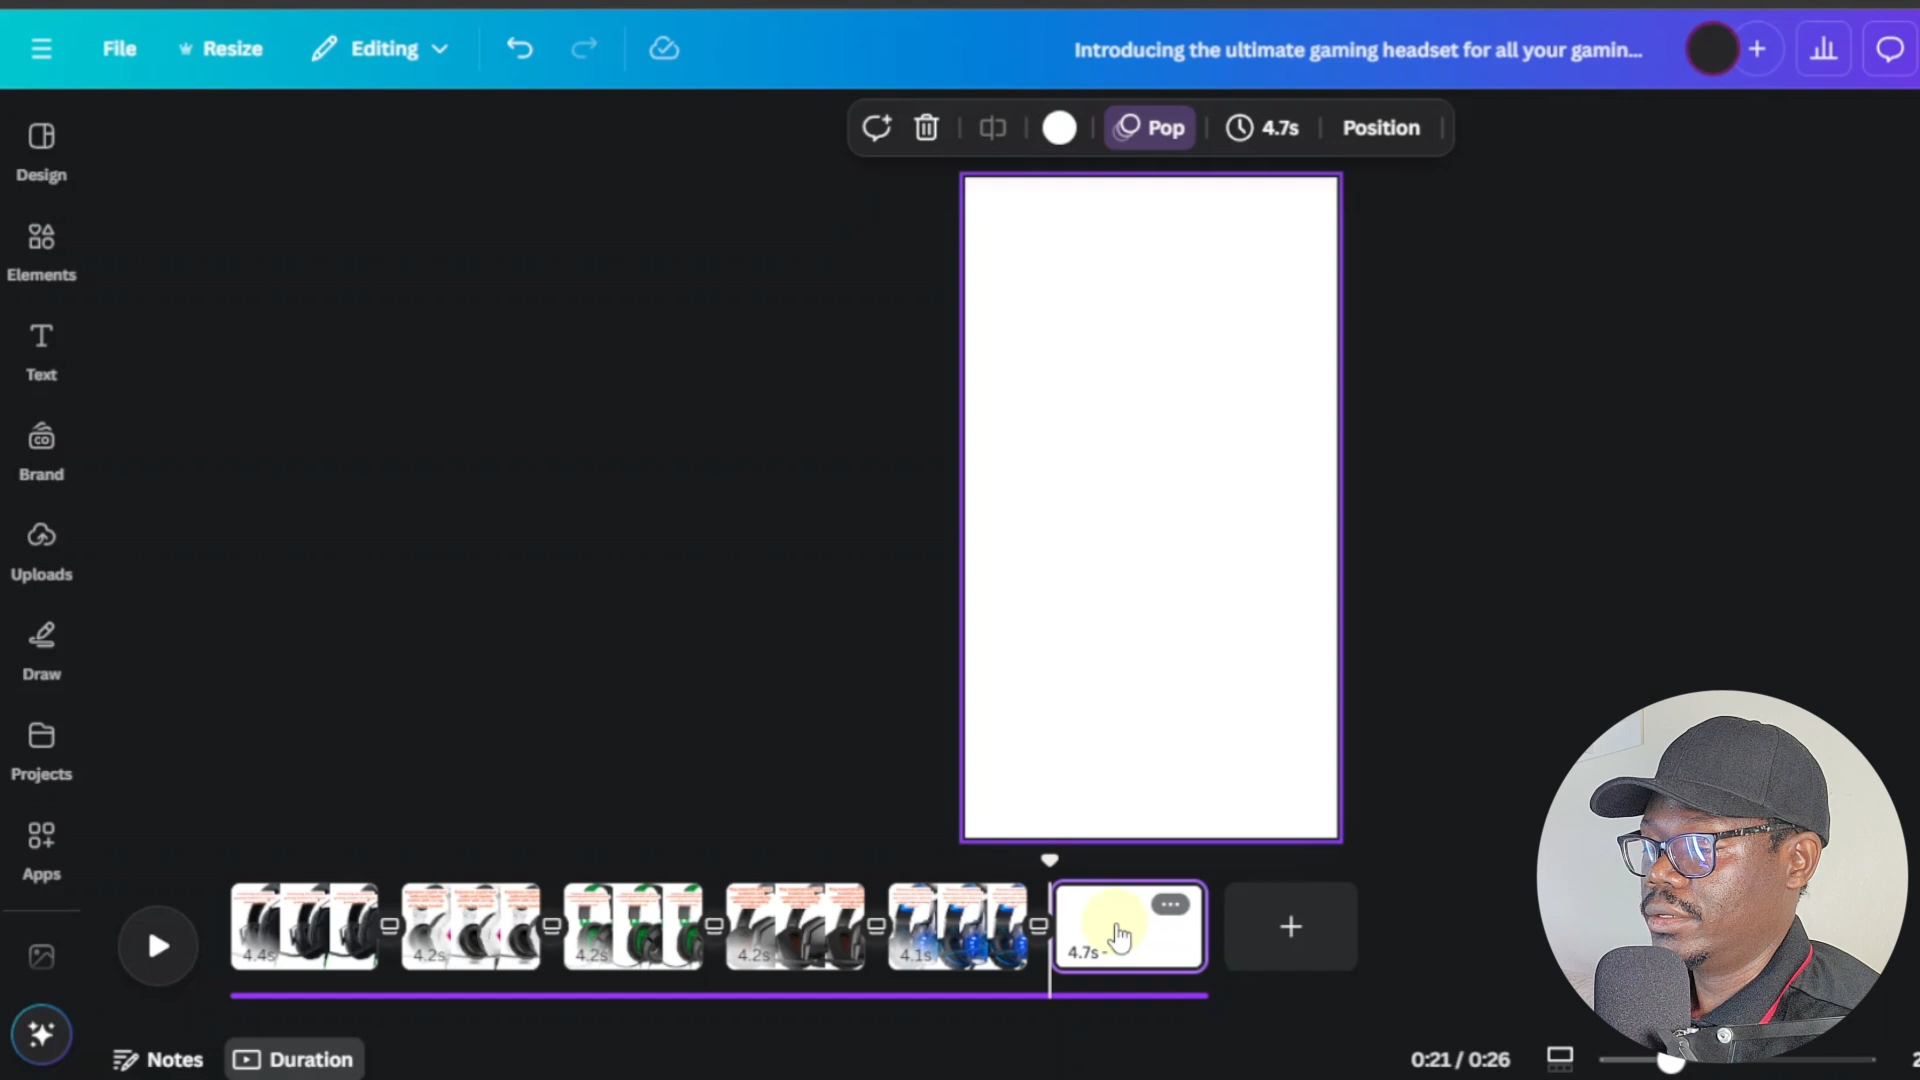 File
Resize
Editing
Introducing the ultimate gaming headset for all your gamin...
Pop
4.7s
Position
Design
Elements
Text
Brand
Uploads
Draw
Projects
Apps
4.4s
4.2s
4.2s
4.2s
4.1s
4.7s -
Notes
Duration
0:21 / 0:26